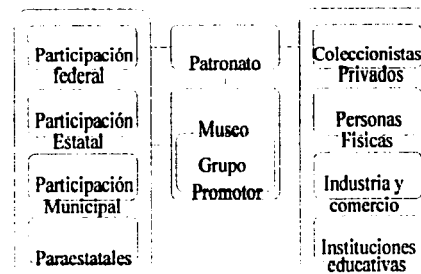 Participación
federal
Participación
Estatal
Participación
Municipal
Paraestatales
Patronato
Museo
Grupo
Promotor
Coleccionistas
Privados
Personas
Físicas
Industria y
comercio
Instituciones
educativas